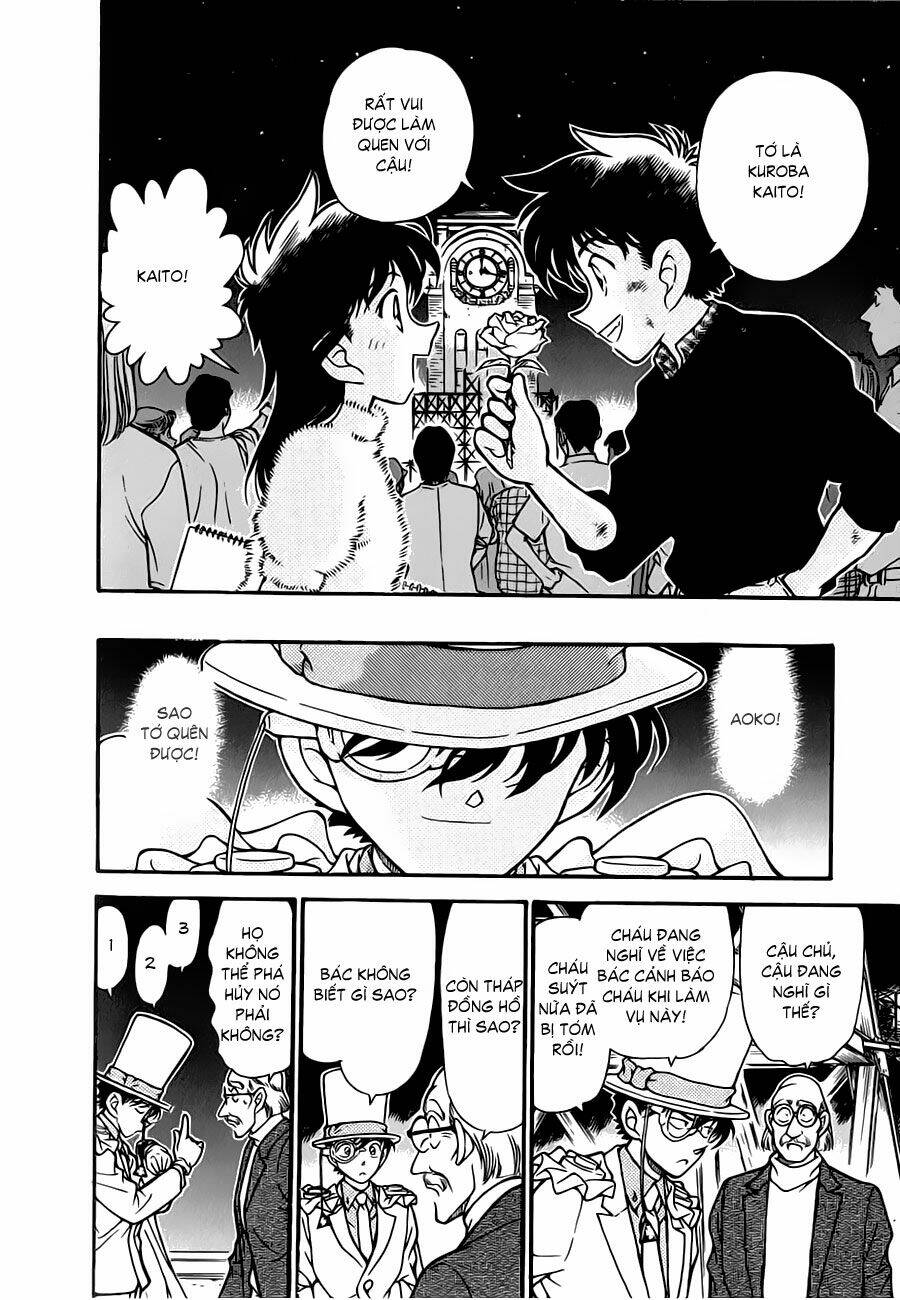 TỚ LÀ
KUROBA
KAITO!
RẤT VUI
ĐƯỢC LÀM
QUEN VỚI
CẬU!
KAITO!
AOKO!
SAO
TỚ QUÊN
ĐƯỢC!
CẬU CHỦ,
CẬU ĐANG
NGHĨ GÌ
THẾ?
CHÁU ĐANG
NGHĨ VỀ VIỆC
BÁC CẢNH BÁO
CHÁU KHI LÀM
VỤ NÀY!
CHÁU
SUÝT
NỮA ĐÃ
BỊ TÓM
RỒI!
CÒN THÁP
ĐỒNG HỒ
THÌ SAO?
BÁC KHÔNG
BIẾT GÌ SAO?
HỌ
KHÔNG
THỂ PHÁ
HỦY NÓ
PHẢI
KHÔNG?
3
2
1